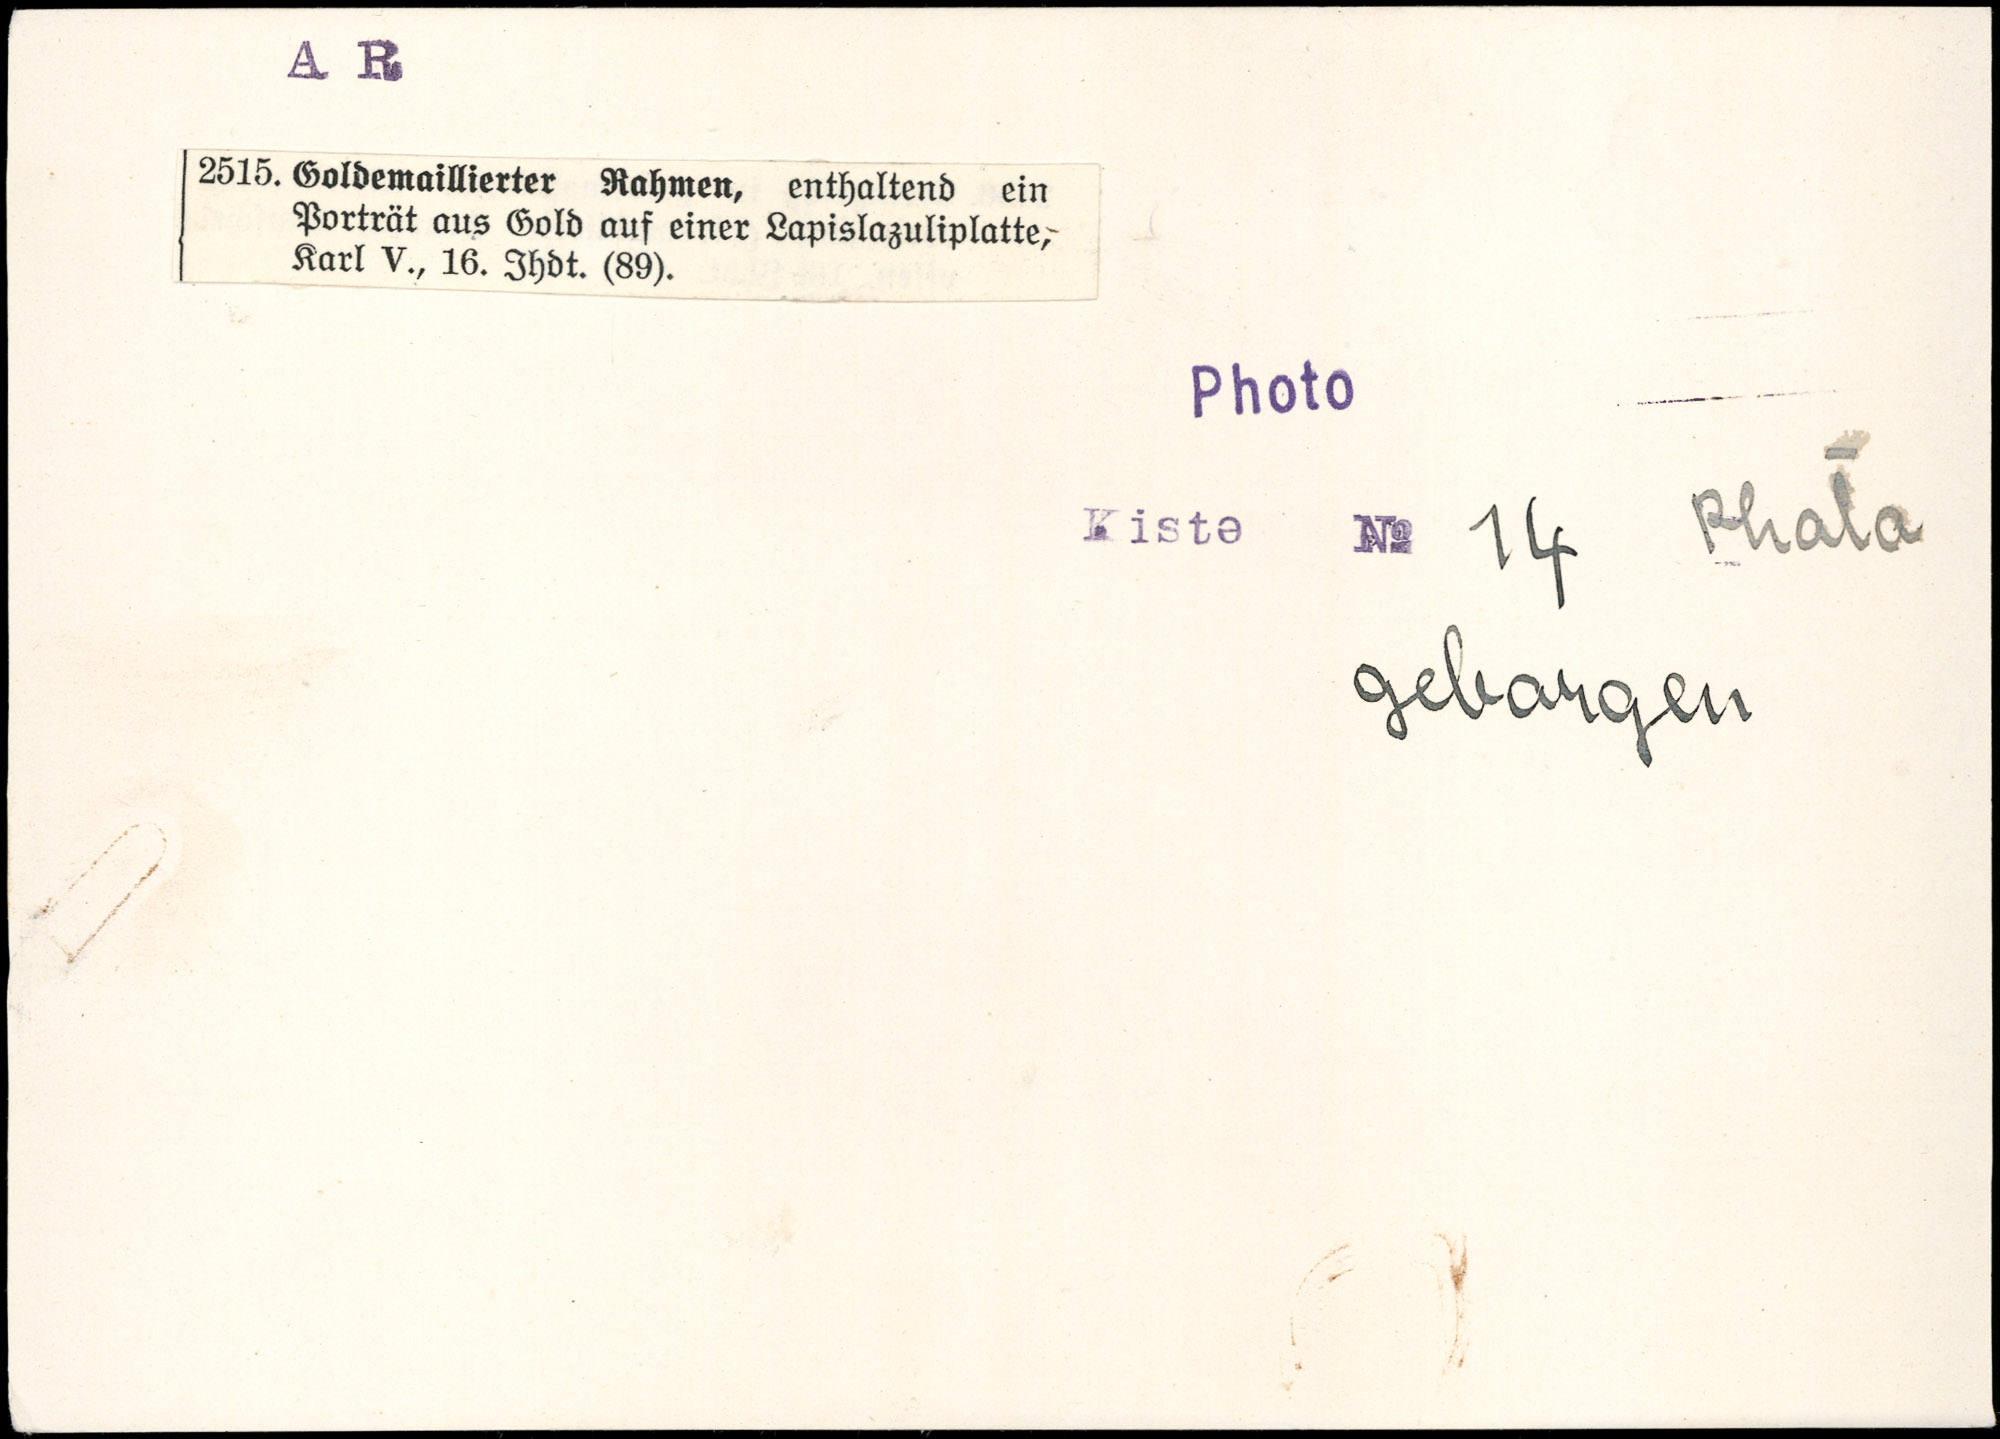 A R
2515. Goldemaillierter Rahmen, enthaltend ein
Porträt aus Gold auf einer Lapislazuliplatte,
Karl V., 16. Jhdt. (89).
Photo
Kiste № 14 Photo
geborgen